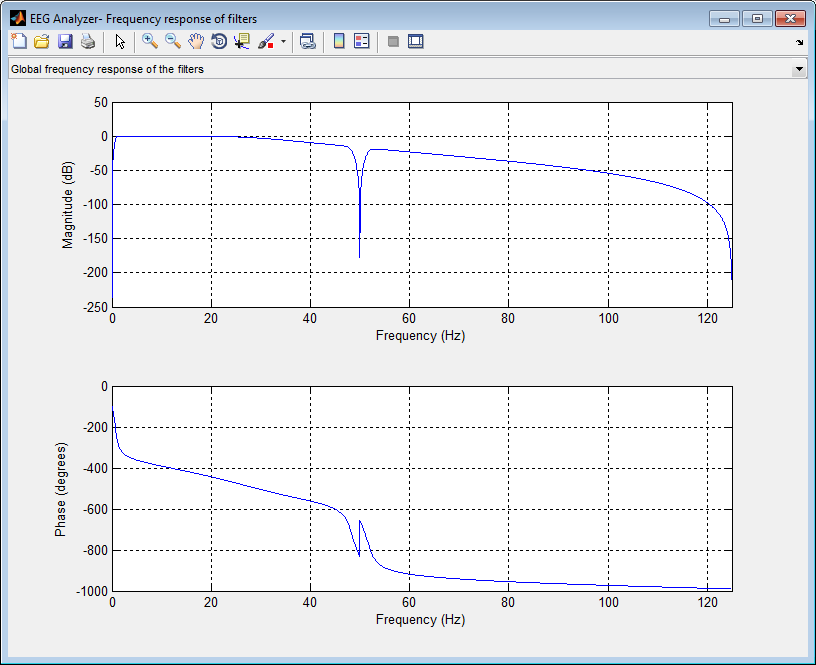 EEG Analyzer- Frequency response of filters
Global frequency response of the filters
50
0
-50
-100
-150
-200
-250
Magnitude (dB)
0 20 40 60 80 100 120
Frequency (Hz)
0
-200
-400
-600
-800
-1000
Phase (degrees)
0 20 40 60 80 100 120
Frequency (Hz)